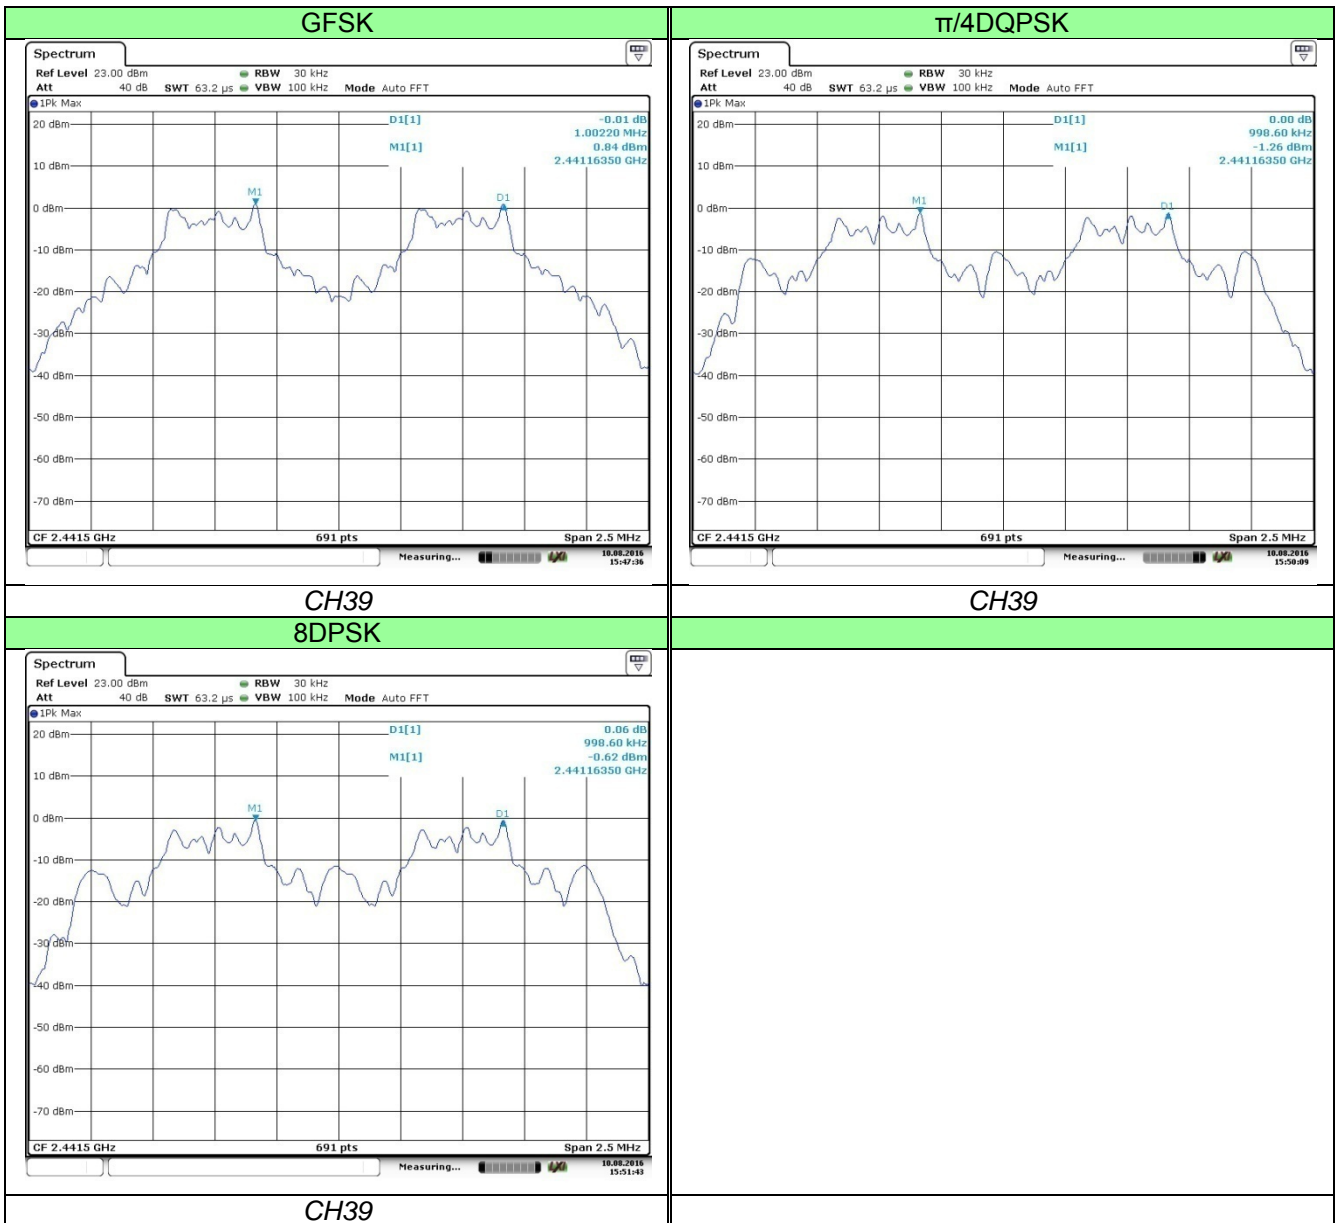 GFSK
Spectrum
Ref Level 23.00 dBm RBW 30 kHz
Att 40 dB SWT 63.2 µs VBW 100 kHz Mode Auto FFT
1Pk Max
D1[1] -0.01 dB
1.00220 MHz
M1[1] 0.84 dBm
2.44116350 GHz
20 dBm
10 dBm
M1
D1
0 dBm
-10 dBm
-20 dBm
-30 dBm
-40 dBm
-50 dBm
-60 dBm
-70 dBm
CF 2.4415 GHz 691 pts Span 2.5 MHz
Measuring... 10.08.2016
15:47:36
CH39
π/4DQPSK
Spectrum
Ref Level 23.00 dBm RBW 30 kHz
Att 40 dB SWT 63.2 µs VBW 100 kHz Mode Auto FFT
1Pk Max
D1[1] 0.00 dB
998.60 kHz
M1[1] -1.26 dBm
2.44116350 GHz
20 dBm
10 dBm
M1
D1
0 dBm
-10 dBm
-20 dBm
-30 dBm
-40 dBm
-50 dBm
-60 dBm
-70 dBm
CF 2.4415 GHz 691 pts Span 2.5 MHz
Measuring... 10.08.2016
15:50:09
CH39
8DPSK
Spectrum
Ref Level 23.00 dBm RBW 30 kHz
Att 40 dB SWT 63.2 µs VBW 100 kHz Mode Auto FFT
1Pk Max
D1[1] 0.06 dB
998.60 kHz
M1[1] -0.62 dBm
2.44116350 GHz
20 dBm
10 dBm
M1
D1
0 dBm
-10 dBm
-20 dBm
-30 dBm
-40 dBm
-50 dBm
-60 dBm
-70 dBm
CF 2.4415 GHz 691 pts Span 2.5 MHz
Measuring... 10.08.2016
15:51:43
CH39